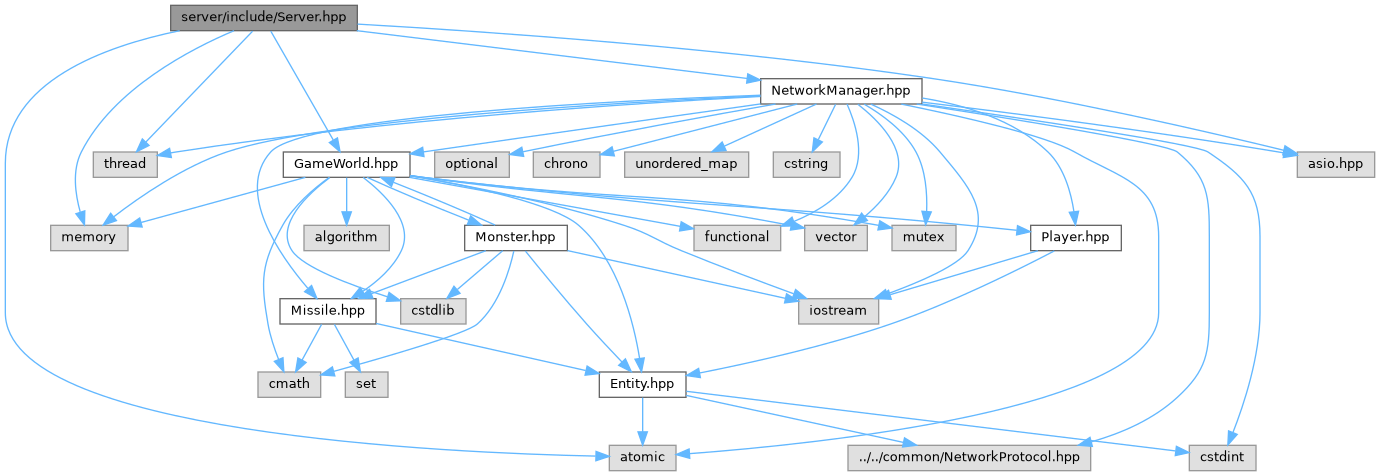 server/include/Server.hpp
NetworkManager.hpp
thread
GameWorld.hpp
optional
chrono
unordered_map
cstring
asio.hpp
memory
algorithm
Monster.hpp
functional
vector
mutex
Player.hpp
Missile.hpp
cstdlib
iostream
cmath
set
Entity.hpp
atomic
../../common/NetworkProtocol.hpp
cstdint